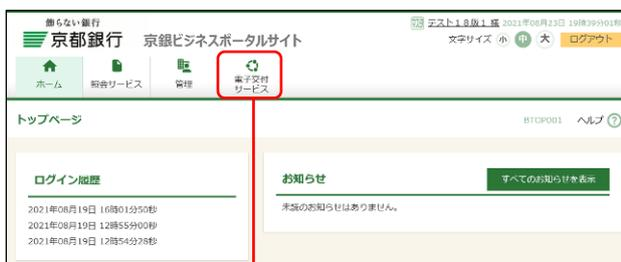 飾らない銀行
京都銀行 京銀ビジネスポータルサイト
テスト18版1 様 2021年08月23日 19時39分01秒
文字サイズ 小 中 大 ログアウト
ホーム 照会サービス 管理 電子交付
サービス
トップページ BTOP001 ヘルプ ?
ログイン履歴
2021年08月19日 16時01分50秒
2021年08月19日 12時55分00秒
2021年08月19日 12時54分28秒
お知らせ すべてのお知らせを表示
未読のお知らせはありません。